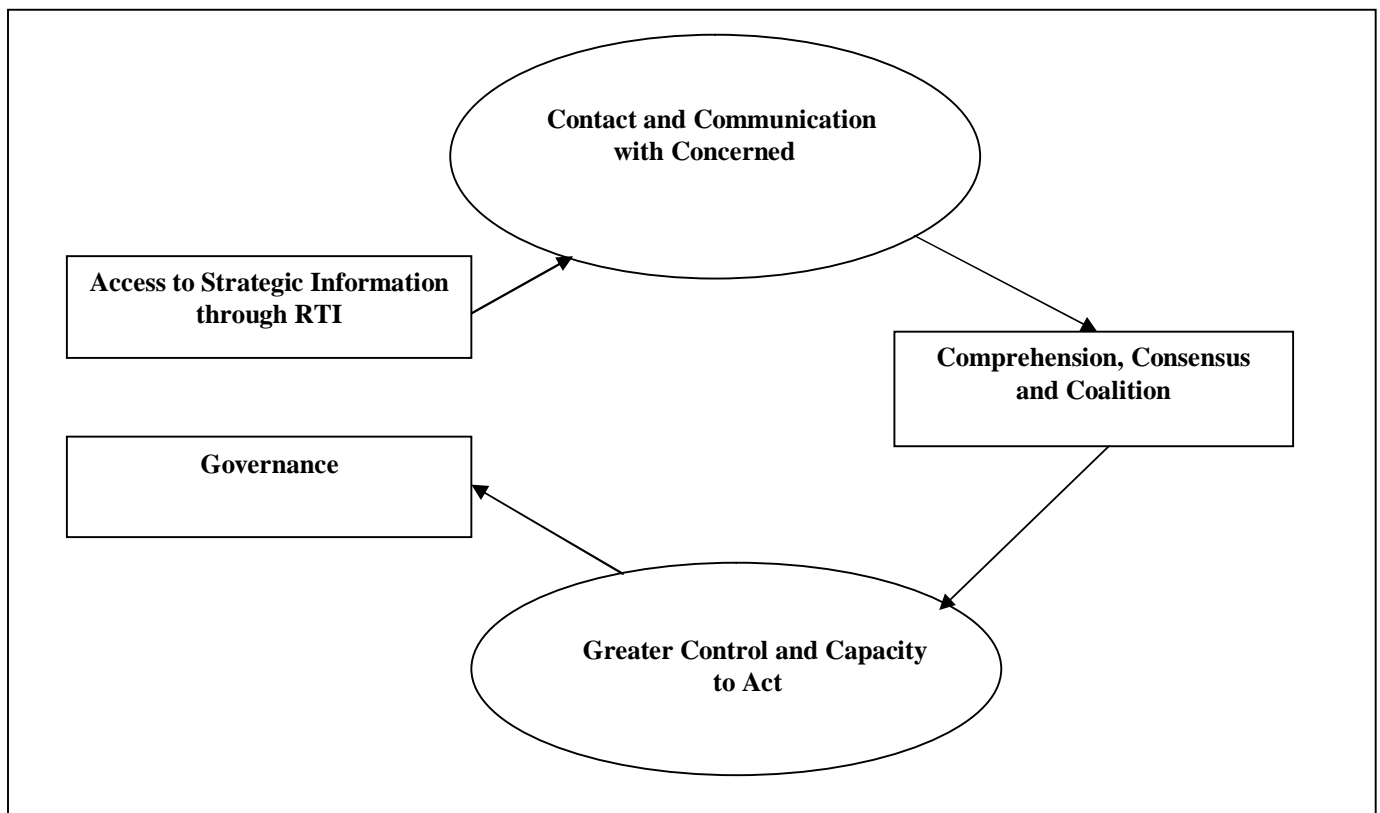 Contact and Communication
with Concerned
Access to Strategic Information
through RTI
Comprehension, Consensus
and Coalition
Governance
Greater Control and Capacity
to Act